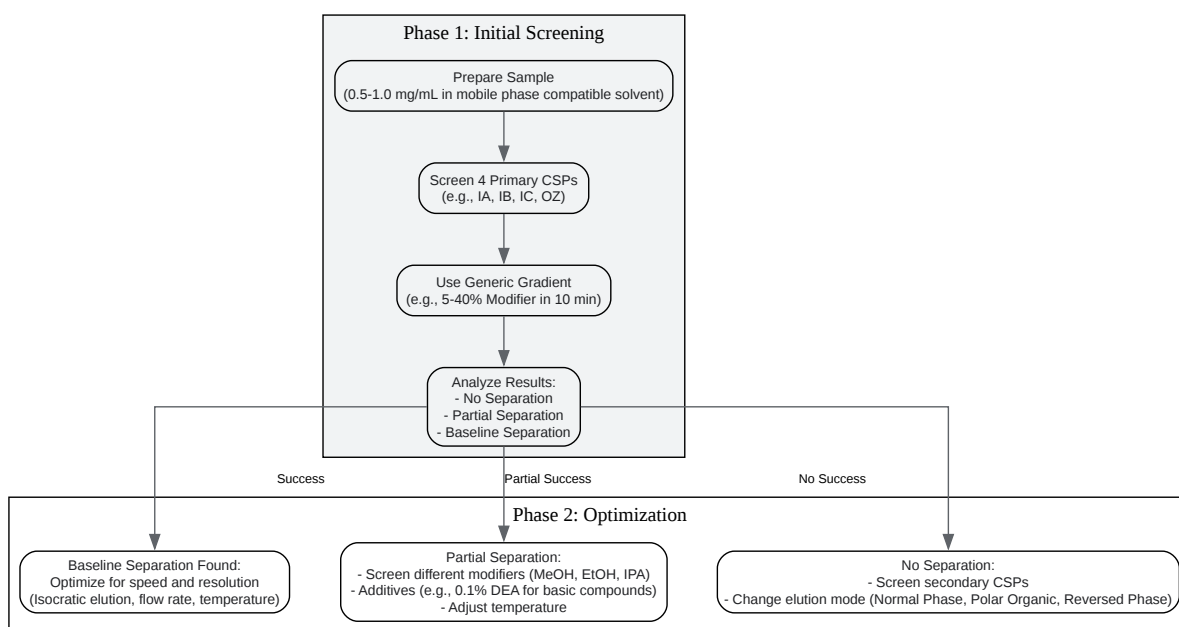 Phase 1: Initial Screening
Prepare Sample
(0.5-1.0 mg/mL in mobile phase compatible solvent)
Screen 4 Primary CSPs
(e.g., IA, IB, IC, OZ)
Use Generic Gradient
(e.g., 5-40% Modifier in 10 min)
Analyze Results:
- No Separation
- Partial Separation
- Baseline Separation
Success
Partial Success
No Success
Phase 2: Optimization
Baseline Separation Found:
Optimize for speed and resolution
(Isocratic elution, flow rate, temperature)
Partial Separation:
- Screen different modifiers (MeOH, EtOH, IPA)
- Additives (e.g., 0.1% DEA for basic compounds)
- Adjust temperature
No Separation:
- Screen secondary CSPs
- Change elution mode (Normal Phase, Polar Organic, Reversed Phase)